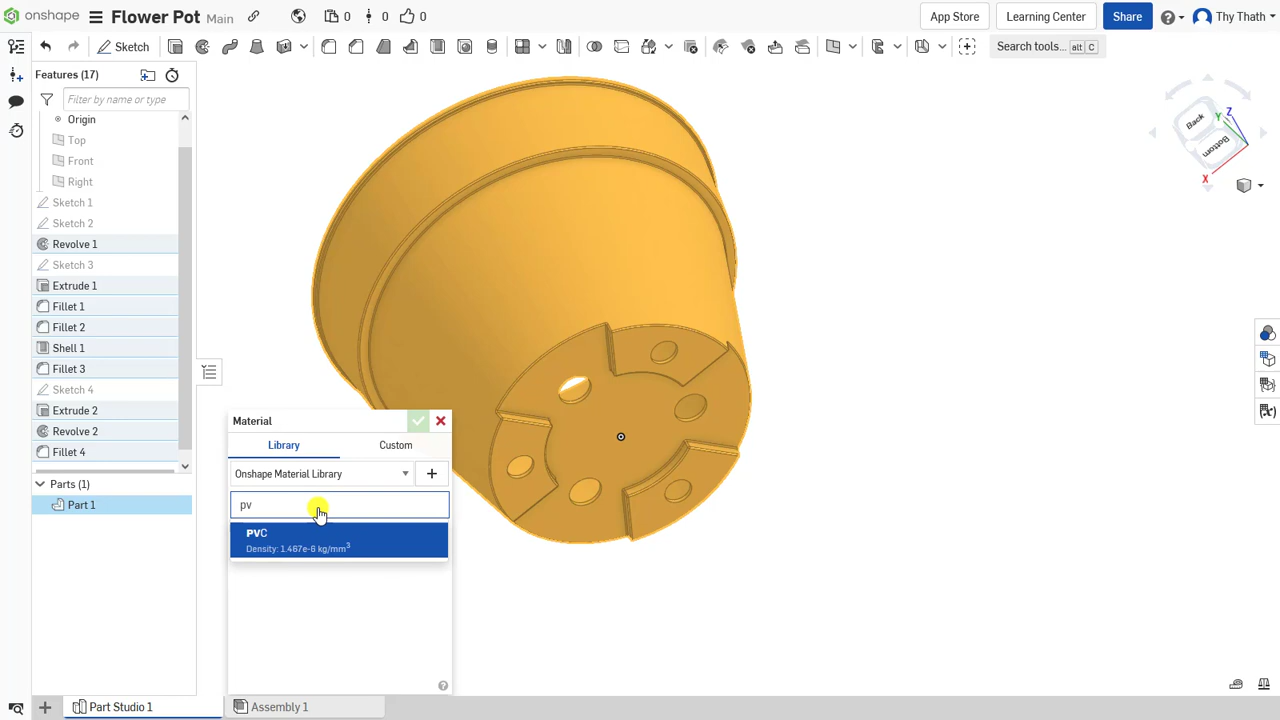 onshape Flower Pot Main 0 0 0 App Store Learning Center Share Thy Thath
Sketch Search tools... alt C
Features (17)
Filter by name or type
Origin
Top
Front
Right
Sketch 1
Sketch 2
Revolve 1
Sketch 3
Extrude 1
Fillet 1
Fillet 2
Shell 1
Fillet 3
Sketch 4
Extrude 2
Revolve 2
Fillet 4
Parts (1)
Part 1
Material
Library Custom
Onshape Material Library
pv
PVC
Density: 1.467e-6 kg/mm³
Z
Y
Back
Bottom
X
Part Studio 1 Assembly 1